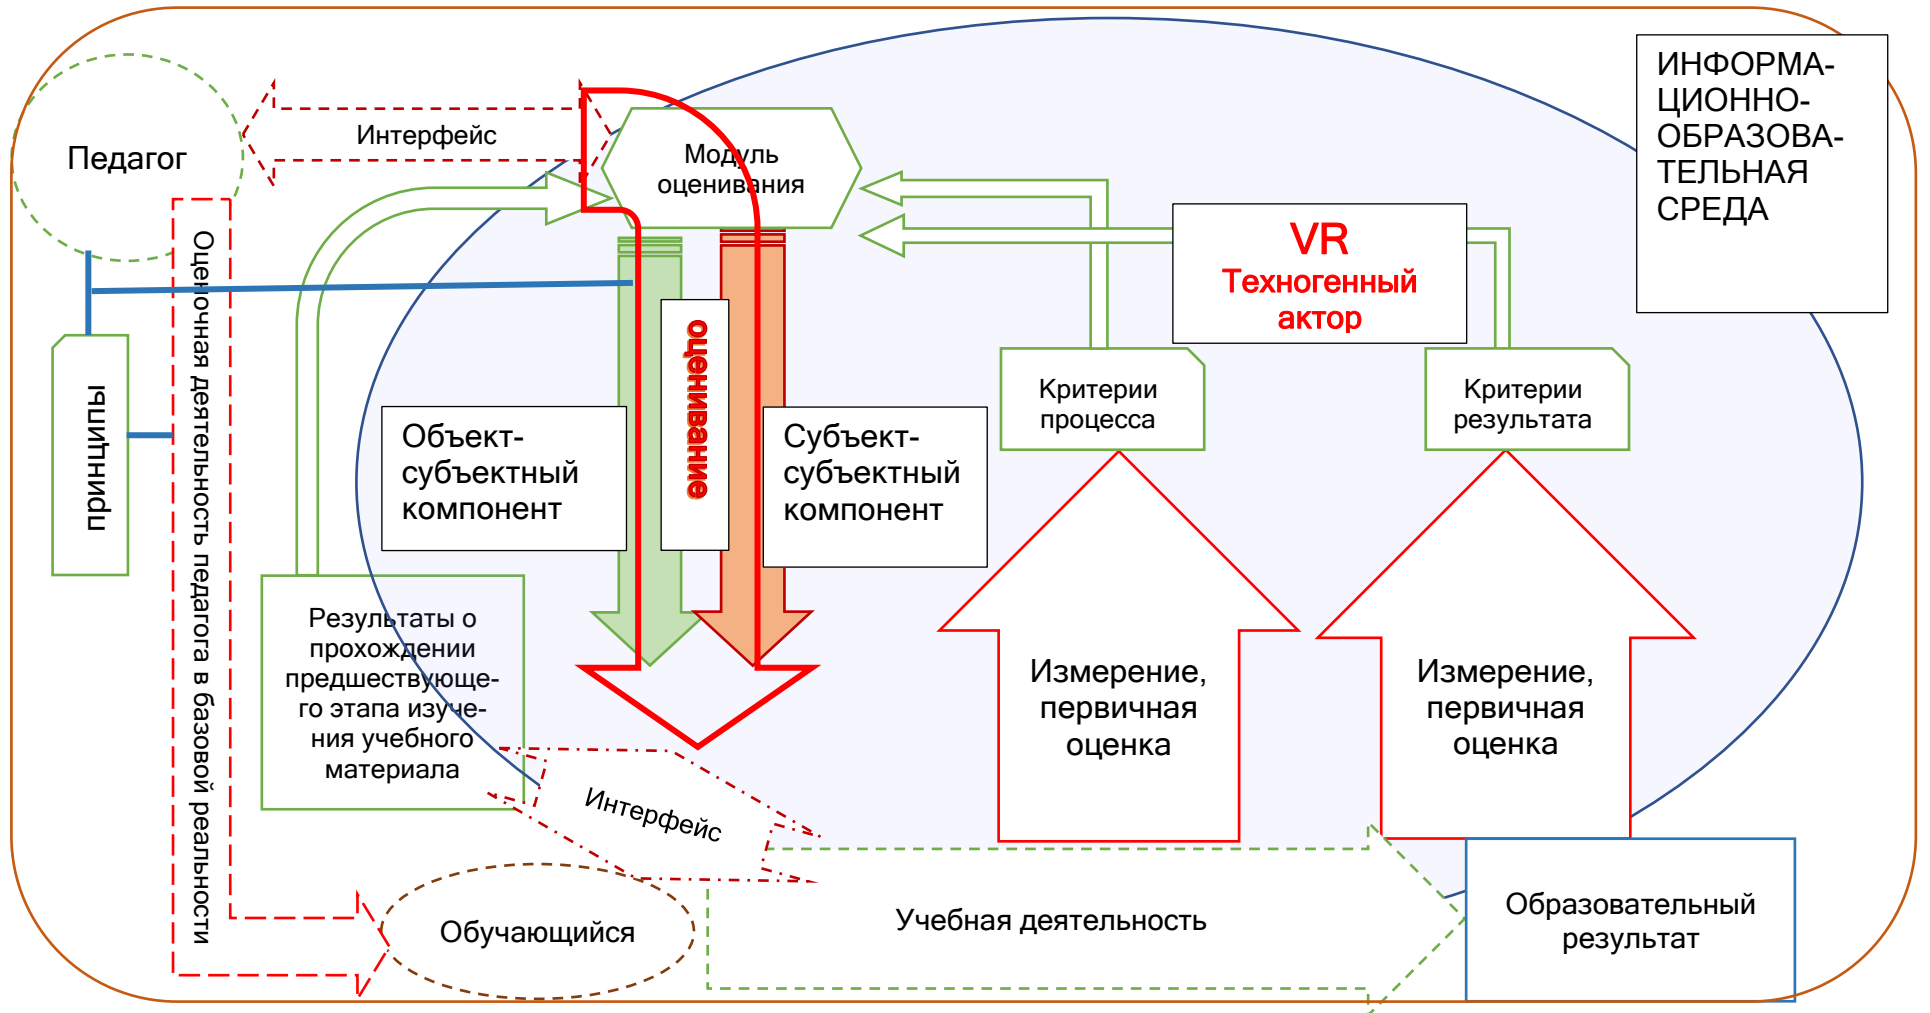 Педагог
Интерфейс
Модуль
оценивания
ИНФОРМА-
ЦИОННО-
ОБРАЗОВА-
ТЕЛЬНАЯ
СРЕДА
VR
Техногенный
актор
принципы
Оценочная деятельность педагога в базовой реальности
Объект-
субъектный
компонент
оценивание
Субъект-
субъектный
компонент
Критерии
процесса
Критерии
результата
Результаты о
прохождении
предшествующе-
го этапа изуче-
ния учебного
материала
Измерение,
первичная
оценка
Измерение,
первичная
оценка
Интерфейс
Обучающийся
Учебная деятельность
Образовательный
результат